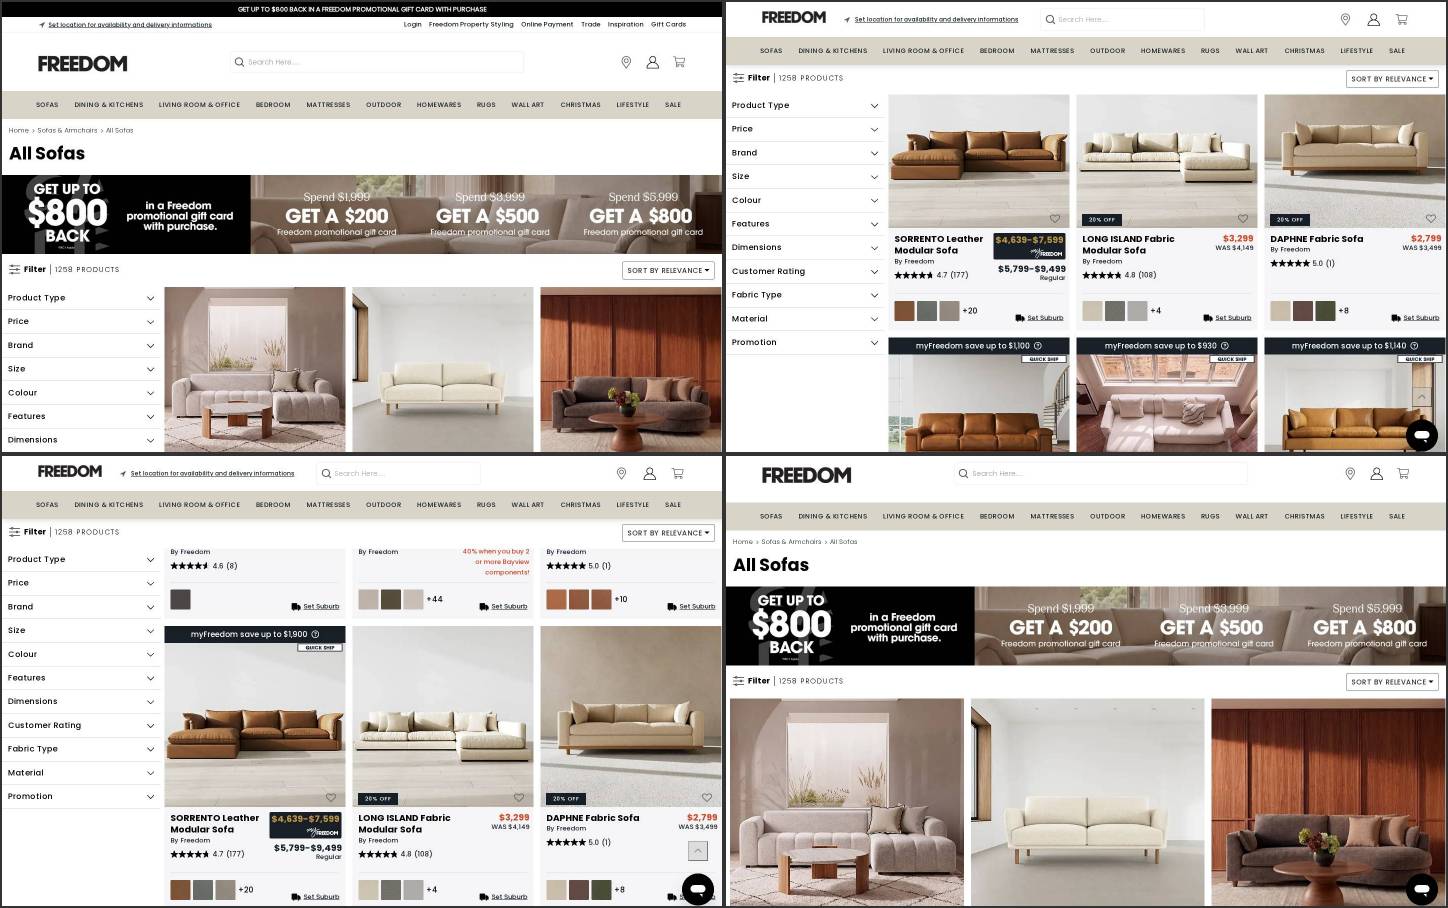 GET UP TO $800 BACK IN A FREEDOM PROMOTIONAL GIFT CARD WITH PURCHASE
Set location for availability and delivery informations
Login Freedom Property Styling Online Payment Trade Inspiration Gift Cards
FREEDOM
Search Here....
SOFAS DINING & KITCHENS LIVING ROOM & OFFICE BEDROOM MATTRESSES OUTDOOR HOMEWARES RUGS WALL ART CHRISTMAS LIFESTYLE SALE
Home > Sofas & Armchairs > All Sofas
All Sofas
GET UP TO
$800
BACK
in a Freedom
promotional gift card
with purchase.
Spend $1,999
GET A $200
Freedom promotional gift card
Spend $3,999
GET A $500
Freedom promotional gift card
Spend $5,999
GET A $800
Freedom promotional gift card
Filter | 1258 PRODUCTS
SORT BY RELEVANCE
Product Type
Price
Brand
Size
Colour
Features
Dimensions
FREEDOM
Set location for availability and delivery informations
Search Here....
SOFAS DINING & KITCHENS LIVING ROOM & OFFICE BEDROOM MATTRESSES OUTDOOR HOMEWARES RUGS WALL ART CHRISTMAS LIFESTYLE SALE
Filter | 1258 PRODUCTS
SORT BY RELEVANCE
Product Type
Price
Brand
Size
Colour
Features
Dimensions
Customer Rating
Fabric Type
Material
Promotion
SORRENTO Leather
Modular Sofa
By Freedom
4.7 (177)
$4,639-$7,599
myFREEDOM
$5,799-$9,499
Regular
+20
Set Suburb
20% OFF
LONG ISLAND Fabric
Modular Sofa
By Freedom
4.8 (108)
$3,299
WAS $4,149
+4
Set Suburb
20% OFF
DAPHNE Fabric Sofa
By Freedom
5.0 (1)
$2,799
WAS $3,499
+8
Set Suburb
myFreedom save up to $1,100
myFreedom save up to $930
myFreedom save up to $1,140
QUICK SHIP
QUICK SHIP
QUICK SHIP
FREEDOM
Set location for availability and delivery informations
Search Here....
SOFAS DINING & KITCHENS LIVING ROOM & OFFICE BEDROOM MATTRESSES OUTDOOR HOMEWARES RUGS WALL ART CHRISTMAS LIFESTYLE SALE
Filter | 1258 PRODUCTS
SORT BY RELEVANCE
Product Type
Price
Brand
Size
Colour
Features
Dimensions
Customer Rating
Fabric Type
Material
Promotion
By Freedom
4.6 (8)
Set Suburb
By Freedom
40% when you buy 2
or more Bayview
components!
+44
Set Suburb
By Freedom
5.0 (1)
+10
Set Suburb
myFreedom save up to $1,900
QUICK SHIP
SORRENTO Leather
Modular Sofa
By Freedom
4.7 (177)
$4,639-$7,599
myFREEDOM
$5,799-$9,499
Regular
+20
Set Suburb
20% OFF
LONG ISLAND Fabric
Modular Sofa
By Freedom
4.8 (108)
$3,299
WAS $4,149
+4
Set Suburb
20% OFF
DAPHNE Fabric Sofa
By Freedom
5.0 (1)
$2,799
WAS $3,499
+8
Set
FREEDOM
Search Here....
SOFAS DINING & KITCHENS LIVING ROOM & OFFICE BEDROOM MATTRESSES OUTDOOR HOMEWARES RUGS WALL ART CHRISTMAS LIFESTYLE SALE
Home > Sofas & Armchairs > All Sofas
All Sofas
GET UP TO
$800
BACK
in a Freedom
promotional gift card
with purchase.
Spend $1,999
GET A $200
Freedom promotional gift card
Spend $3,999
GET A $500
Freedom promotional gift card
Spend $5,999
GET A $800
Freedom promotional gift card
Filter | 1258 PRODUCTS
SORT BY RELEVANCE